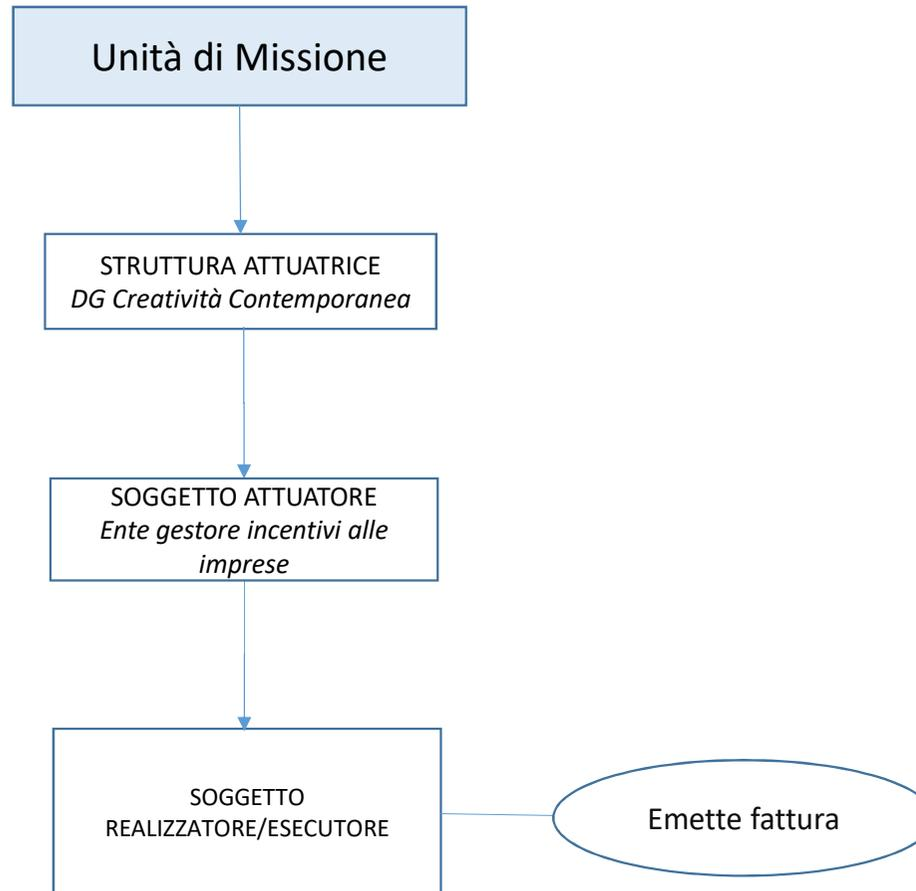 Unità di Missione
STRUTTURA ATTUATRICE
DG Creatività Contemporanea
SOGGETTO ATTUATORE
Ente gestore incentivi alle
imprese
SOGGETTO
REALIZZATORE/ESECUTORE
Emette fattura